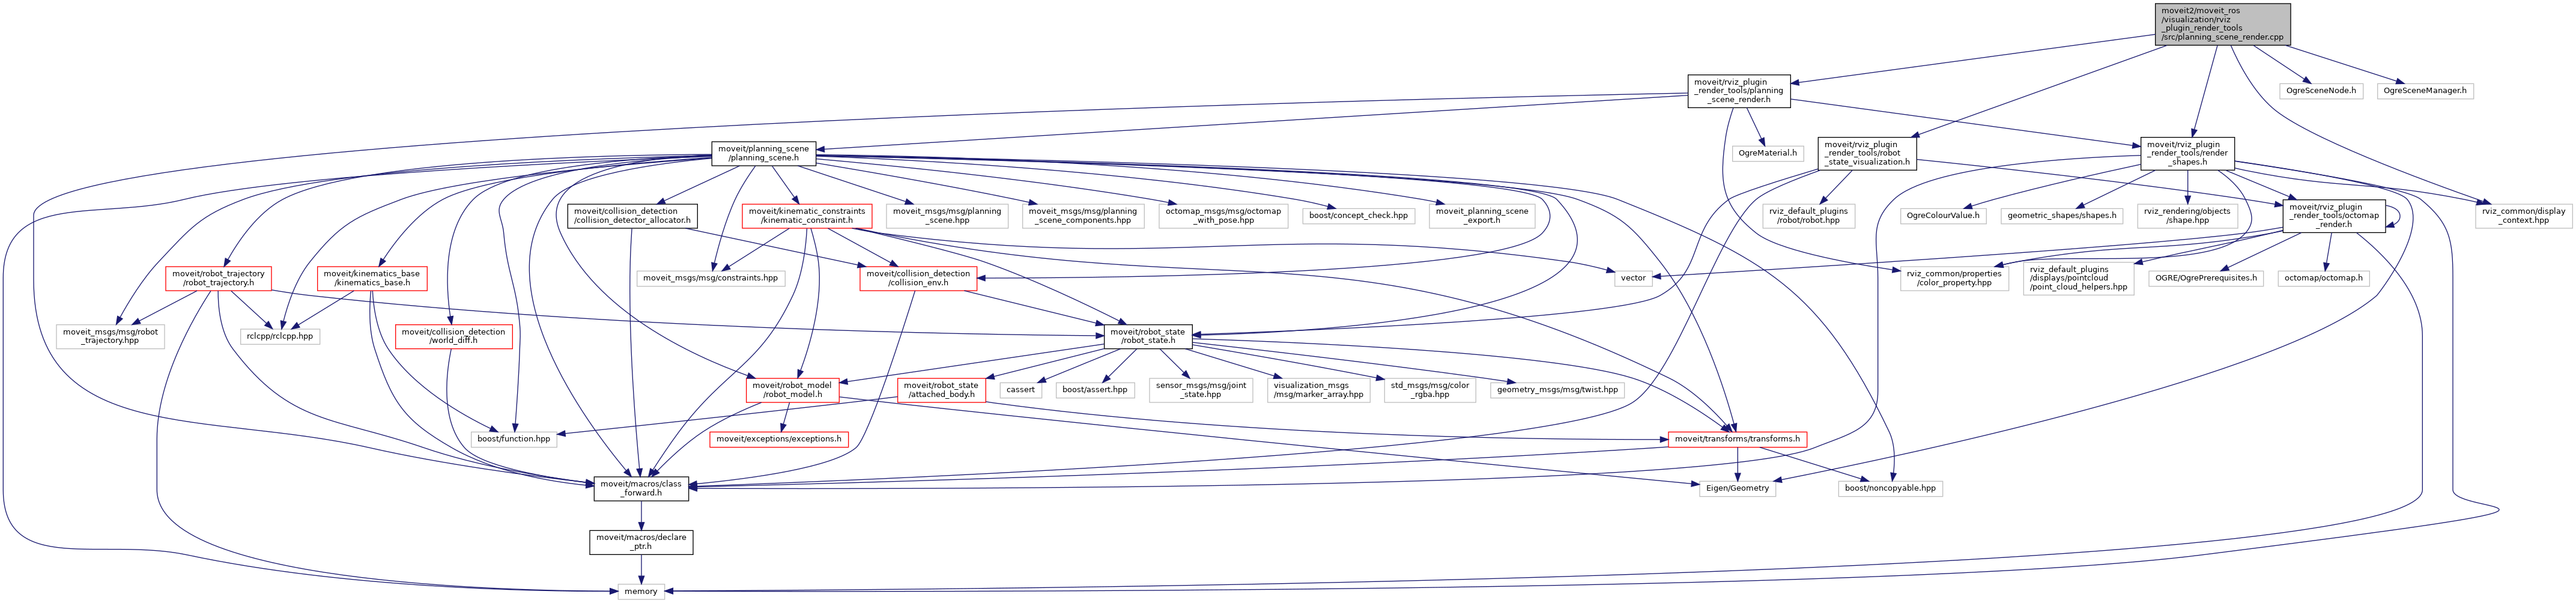 moveit2/moveit_ros
/visualization/rviz
_plugin_render_tools
/src/planning_scene_render.cpp
moveit/rviz_plugin
_render_tools/planning
_scene_render.h
OgreSceneNode.h
OgreSceneManager.h
moveit/planning_scene
/planning_scene.h
OgreMaterial.h
moveit/rviz_plugin
_render_tools/robot
_state_visualization.h
moveit/rviz_plugin
_render_tools/render
_shapes.h
moveit/collision_detection
/collision_detector_allocator.h
moveit/kinematic_constraints
/kinematic_constraint.h
moveit_msgs/msg/planning
_scene.hpp
moveit_msgs/msg/planning
_scene_components.hpp
octomap_msgs/msg/octomap
_with_pose.hpp
boost/concept_check.hpp
moveit_planning_scene
_export.h
rviz_default_plugins
/robot/robot.hpp
OgreColourValue.h
geometric_shapes/shapes.h
rviz_rendering/objects
/shape.hpp
moveit/rviz_plugin
_render_tools/octomap
_render.h
rviz_common/display
_context.hpp
moveit/robot_trajectory
/robot_trajectory.h
moveit/kinematics_base
/kinematics_base.h
moveit_msgs/msg/constraints.hpp
moveit/collision_detection
/collision_env.h
vector
rviz_common/properties
/color_property.hpp
rviz_default_plugins
/displays/pointcloud
/point_cloud_helpers.hpp
OGRE/OgrePrerequisites.h
octomap/octomap.h
moveit_msgs/msg/robot
_trajectory.hpp
rclcpp/rclcpp.hpp
moveit/collision_detection
/world_diff.h
moveit/robot_state
/robot_state.h
moveit/robot_model
/robot_model.h
moveit/robot_state
/attached_body.h
cassert
boost/assert.hpp
sensor_msgs/msg/joint
_state.hpp
visualization_msgs
/msg/marker_array.hpp
std_msgs/msg/color
_rgba.hpp
geometry_msgs/msg/twist.hpp
boost/function.hpp
moveit/exceptions/exceptions.h
moveit/transforms/transforms.h
moveit/macros/class
_forward.h
Eigen/Geometry
boost/noncopyable.hpp
moveit/macros/declare
_ptr.h
memory